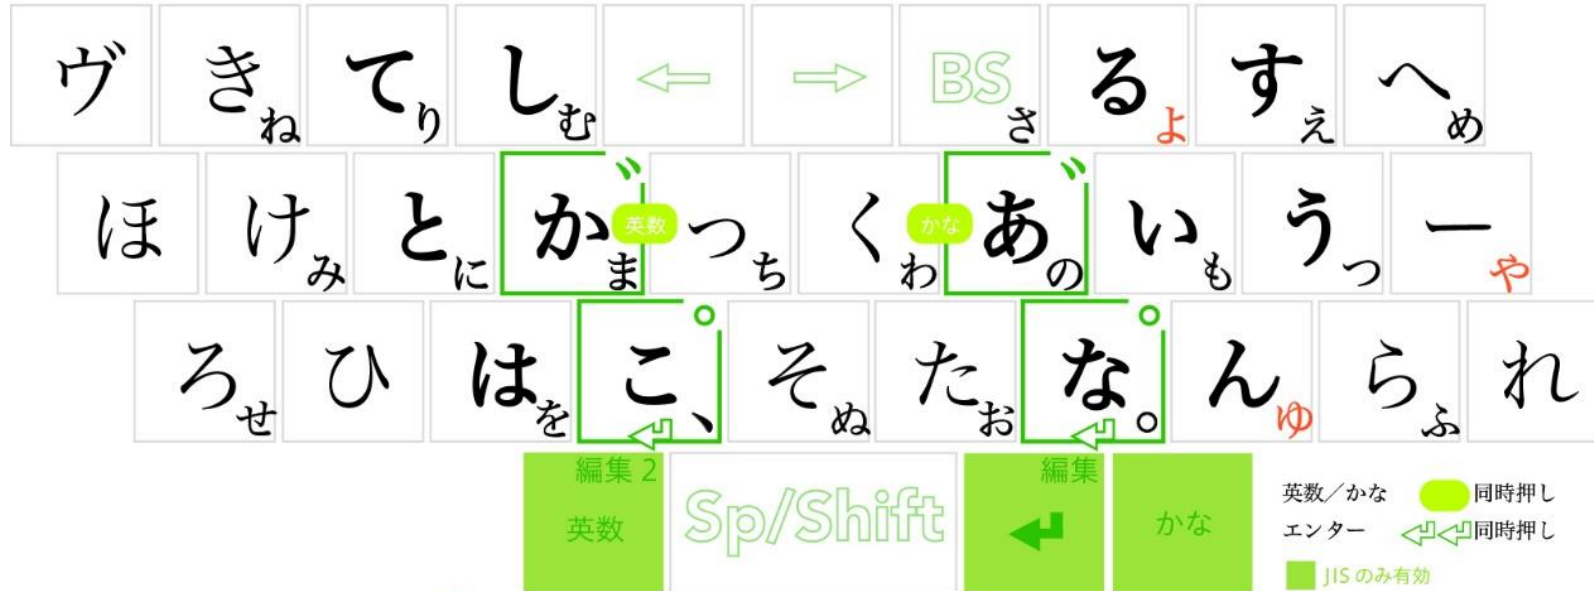 ヴ きね てり しむ ← → BSさ るよ すえ へめ
ほ けみ とに か゛ま 英数 っち くわ かな あ゛の いも うっ ーや
ろせ ひ はを こ゜、 そぬ たお な゜。 んゆ らふ れ
編集2 編集
英数 Sp/Shift かな
英数/かな 同時押し
エンター 同時押し
JISのみ有効